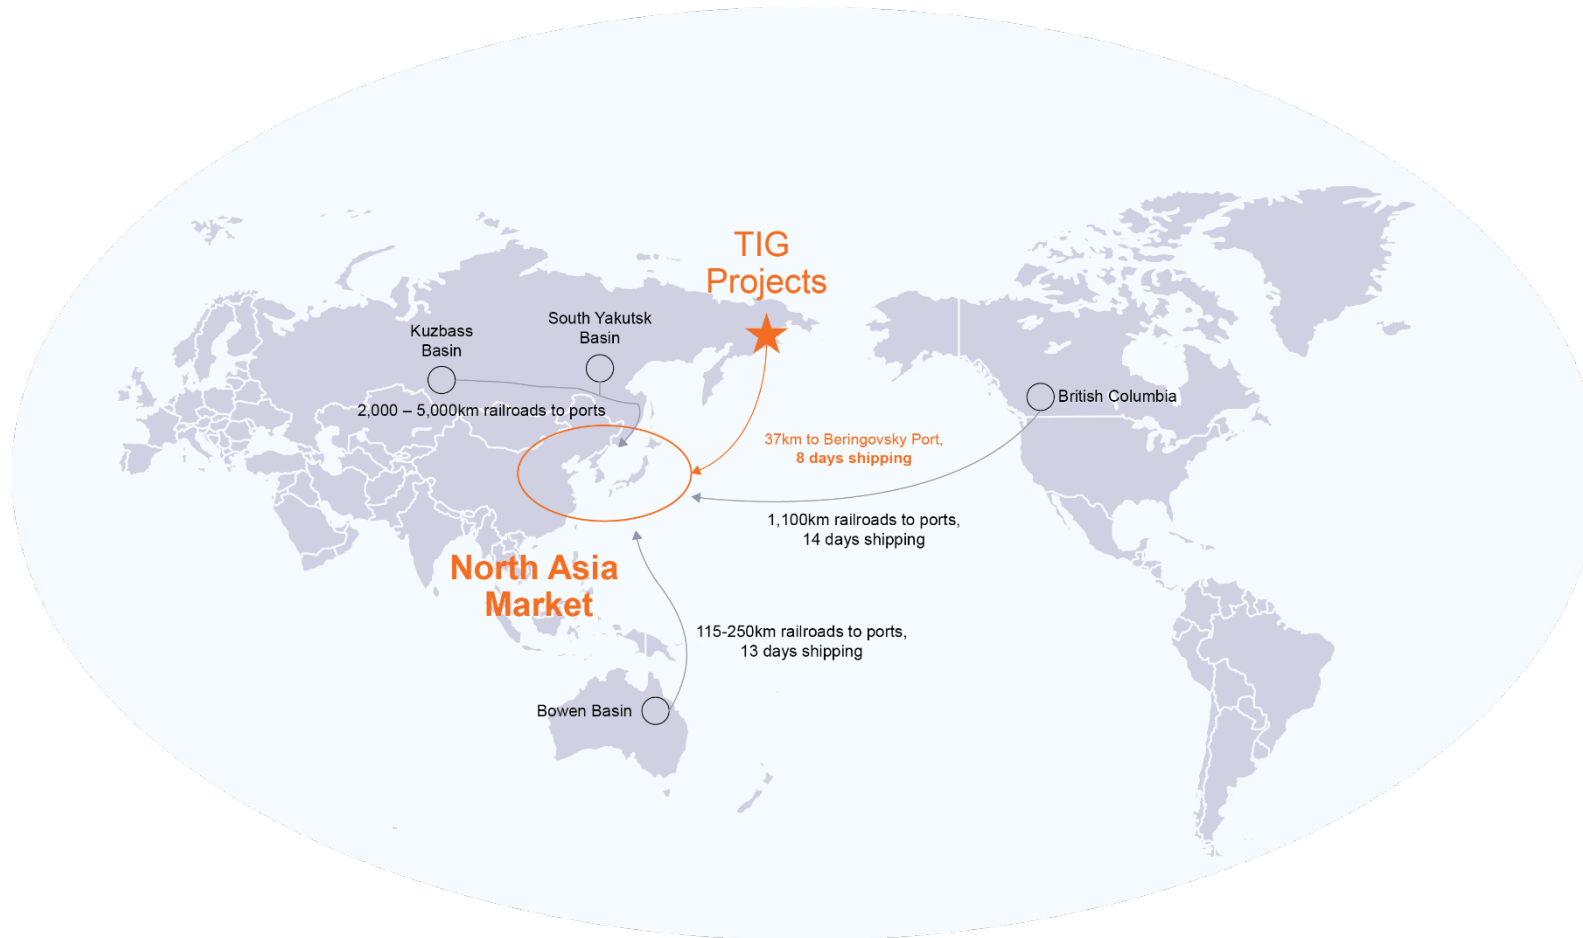 TIG
Projects
South Yakutsk
Basin
Kuzbass
Basin
British Columbia
2,000 – 5,000km railroads to ports
37km to Beringovsky Port,
8 days shipping
1,100km railroads to ports,
14 days shipping
North Asia
Market
115-250km railroads to ports,
13 days shipping
Bowen Basin